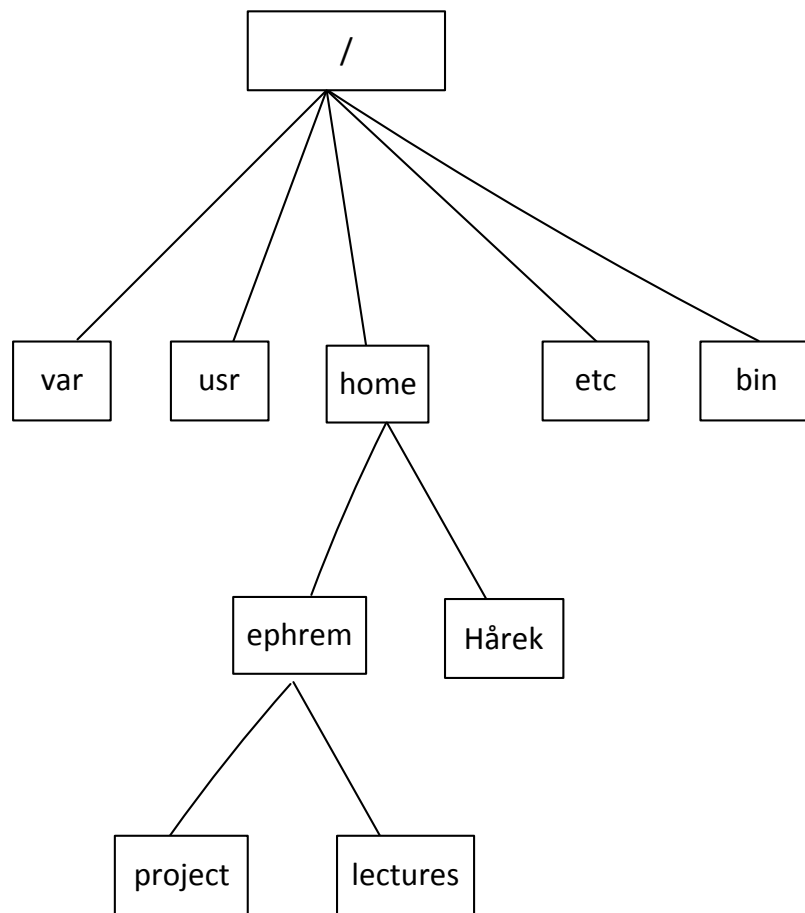 /
var
usr
home
etc
bin
ephrem
Hårek
project
lectures